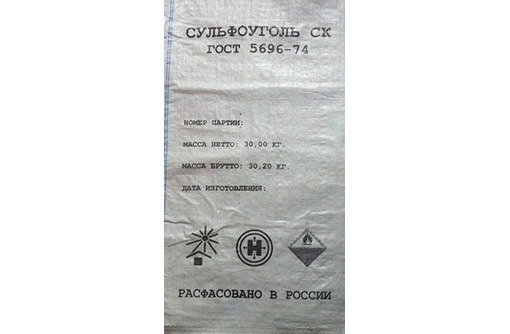 СУЛЬФОУГОЛЬ СК
ГОСТ 5696-74
НОМЕР ПАРТИИ:
МАССА НЕТТО: 30,00 КГ.
МАССА БРУТТО: 30,20 КГ.
ДАТА ИЗГОТОВЛЕНИЯ:
Н
РАСФАСОВАНО В РОССИИ